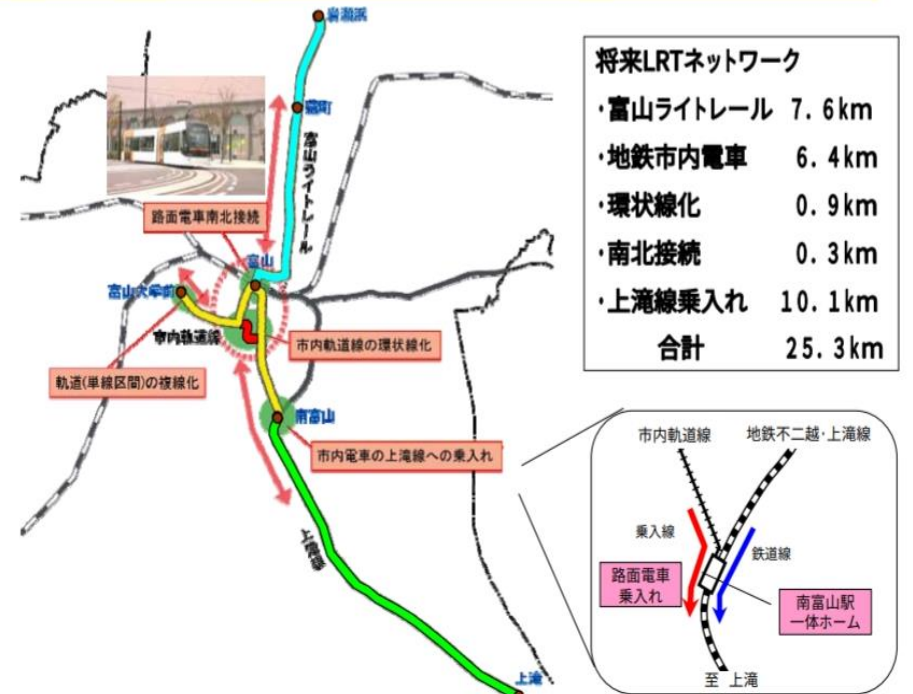 岩瀬浜
蓮町
富山ライトレール
路面電車南北接続
富山
富山大学前
市内軌道線
市内軌道線の環状線化
軌道(単線区間)の複線化
南富山
市内電車の上滝線への乗入れ
上滝線
上滝
将来LRTネットワーク
・富山ライトレール 7.6km
・地鉄市内電車 6.4km
・環状線化 0.9km
・南北接続 0.3km
・上滝線乗入れ 10.1km
合計 25.3km
市内軌道線 地鉄不二越・上滝線
乗入線
鉄道線
路面電車
乗入れ
南富山駅
一体ホーム
至 上滝